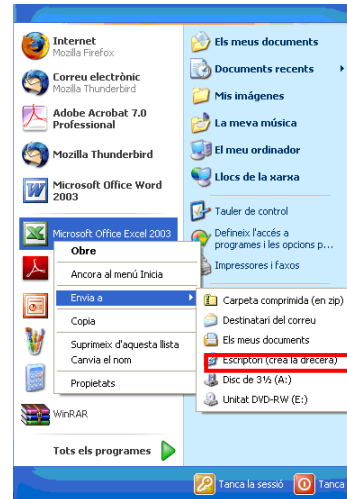 Internet
Mozilla Firefox
Correu electrònic
Mozilla Thunderbird
Adobe Acrobat 7.0
Professional
Mozilla Thunderbird
Microsoft Office Word
2003
Microsoft Office Excel 2003
Obre
Ancora al menú Inicia
Envia a
Copia
Suprimeix d'aquesta llista
Canvia el nom
Propietats
WinRAR
Tots els programes
Els meus documents
Documents recents
Mis imágenes
La meva música
El meu ordinador
Llocs de la xarxa
Tauler de control
Defineix l'accés a
programes i les opcions p...
Impressores i faxos
Carpeta comprimida (en zip)
Destinatari del correu
Els meus documents
Escriptori (crea la drecera)
Disc de 3½ (A:)
Unitat DVD-RW (E:)
Tanca la sessió
Tanca